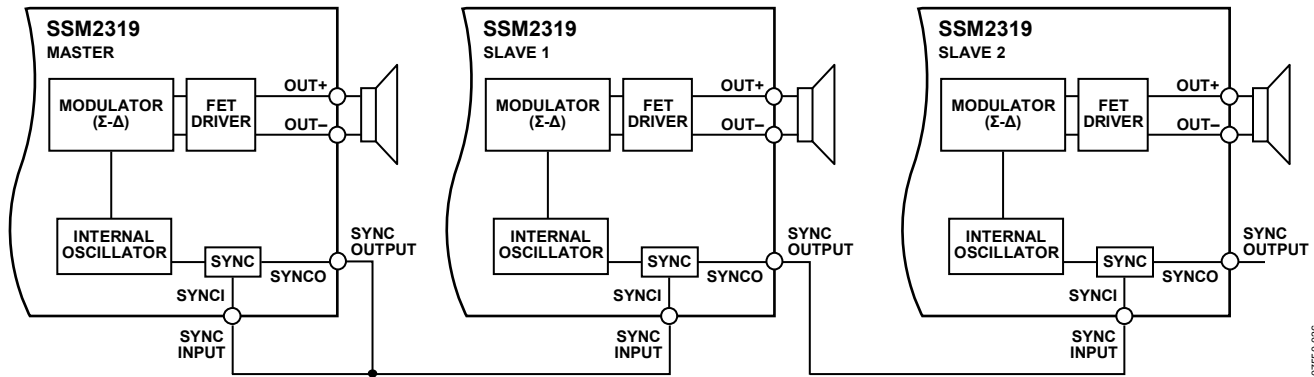 SSM2319
MASTER
MODULATOR
(Σ-Δ)
FET
DRIVER
OUT+
OUT–
INTERNAL
OSCILLATOR
SYNC
SYNCO
SYNCI
SYNC
OUTPUT
SYNC
INPUT
SSM2319
SLAVE 1
MODULATOR
(Σ-Δ)
FET
DRIVER
OUT+
OUT–
INTERNAL
OSCILLATOR
SYNC
SYNCO
SYNCI
SYNC
OUTPUT
SYNC
INPUT
SSM2319
SLAVE 2
MODULATOR
(Σ-Δ)
FET
DRIVER
OUT+
OUT–
INTERNAL
OSCILLATOR
SYNC
SYNCO
SYNCI
SYNC
OUTPUT
SYNC
INPUT